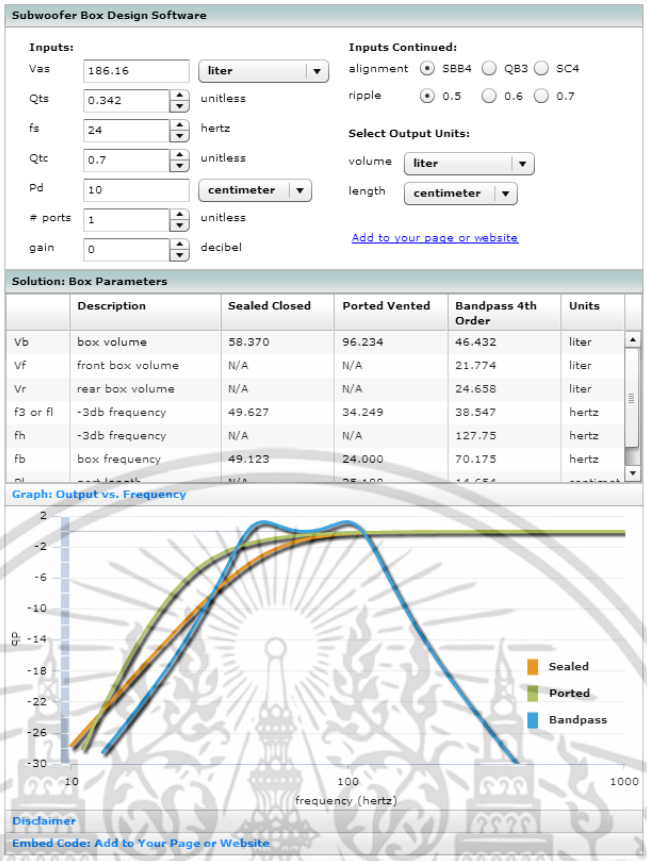 Subwoofer Box Design Software
Inputs:
Vas 186.16 liter
Qts 0.342 unitless
fs 24 hertz
Qtc 0.7 unitless
Pd 10 centimeter
# ports 1 unitless
gain 0 decibel
Inputs Continued:
alignment SBB4 QB3 SC4
ripple 0.5 0.6 0.7
Select Output Units:
volume liter
length centimeter
Add to your page or website
Solution: Box Parameters
Description Sealed Closed Ported Vented Bandpass 4th Order Units
Vb box volume 58.370 96.234 46.432 liter
Vf front box volume N/A N/A 21.774 liter
Vr rear box volume N/A N/A 24.658 liter
f3 or fl -3db frequency 49.627 34.249 38.547 hertz
fh -3db frequency N/A N/A 127.75 hertz
fb box frequency 49.123 24.000 70.175 hertz
Graph: Output vs. Frequency
2
-2
-6
-10
-14
-18
-22
-26
-30
dB
10 100 1000
frequency (hertz)
Sealed
Ported
Bandpass
Disclaimer
Embed Code: Add to Your Page or Website